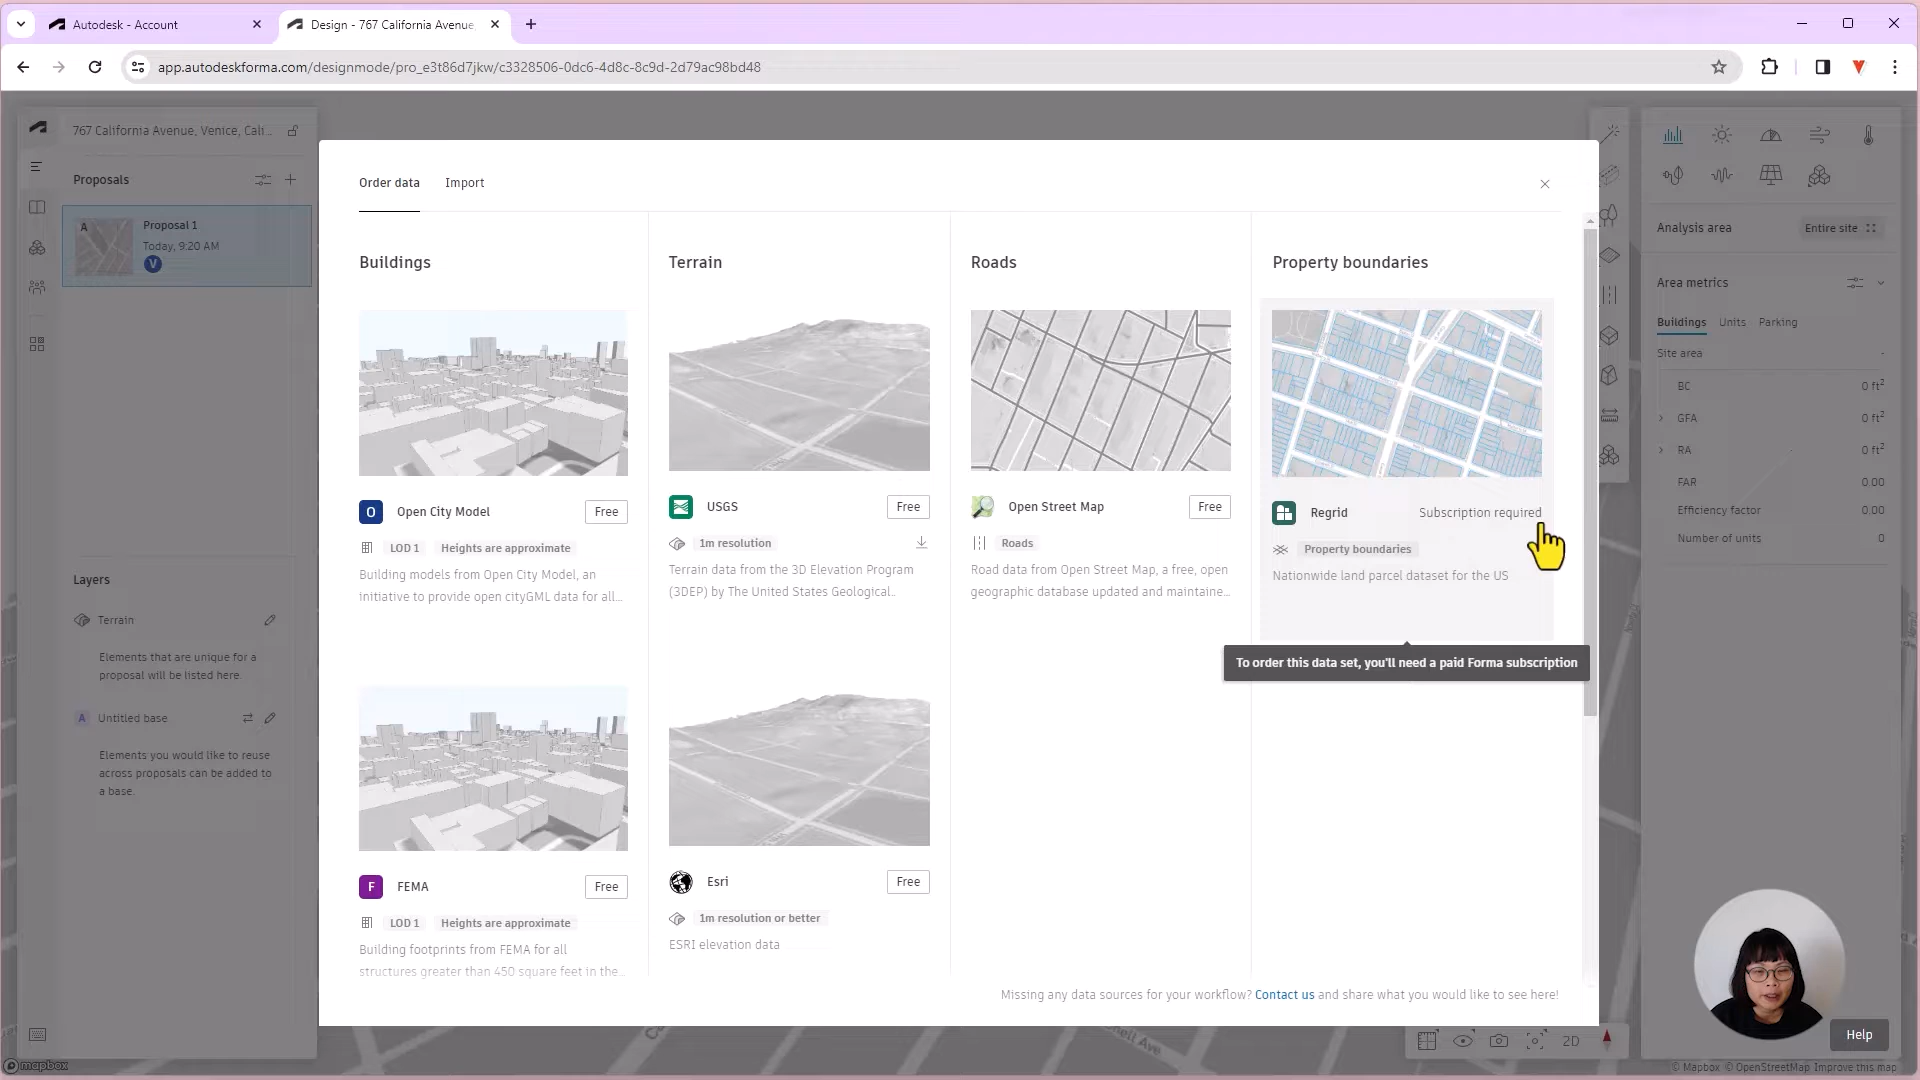 Autodesk - Account
Design - 767 California Avenue,
app.autodeskforma.com/designmode/pro_e3t86d7jkw/c3328506-0dc6-4d8c-8c9d-2d79ac98bd48
767 California Avenue, Venice, Cali...
Proposals
A
Proposal 1
Today, 9:20 AM
V
Layers
Terrain
Elements that are unique for a
proposal will be listed here.
A Untitled base
Elements you would like to reuse
across proposals can be added to
a base.
mapbox
Order data
Import
Buildings
Terrain
Roads
Property boundaries
O Open City Model Free
LOD 1 Heights are approximate
Building models from Open City Model, an
initiative to provide open cityGML data for all...
USGS Free
1m resolution
Terrain data from the 3D Elevation Program
(3DEP) by The United States Geological...
Open Street Map Free
Roads
Road data from Open Street Map, a free, open
geographic database updated and maintaine...
Regrid Subscription required
Property boundaries
Nationwide land parcel dataset for the US
To order this data set, you'll need a paid Forma subscription
F FEMA Free
LOD 1 Heights are approximate
Building footprints from FEMA for all
structures greater than 450 square feet in the...
Esri Free
1m resolution or better
ESRI elevation data
Missing any data sources for your workflow? Contact us and share what you would like to see here!
Analysis area Entire site
Area metrics
Buildings Units Parking
Site area -
BC 0 ft²
GFA 0 ft²
RA 0 ft²
FAR 0.00
Efficiency factor 0.00
Number of units 0
2D
Help
© Mapbox © OpenStreetMap Improve this map